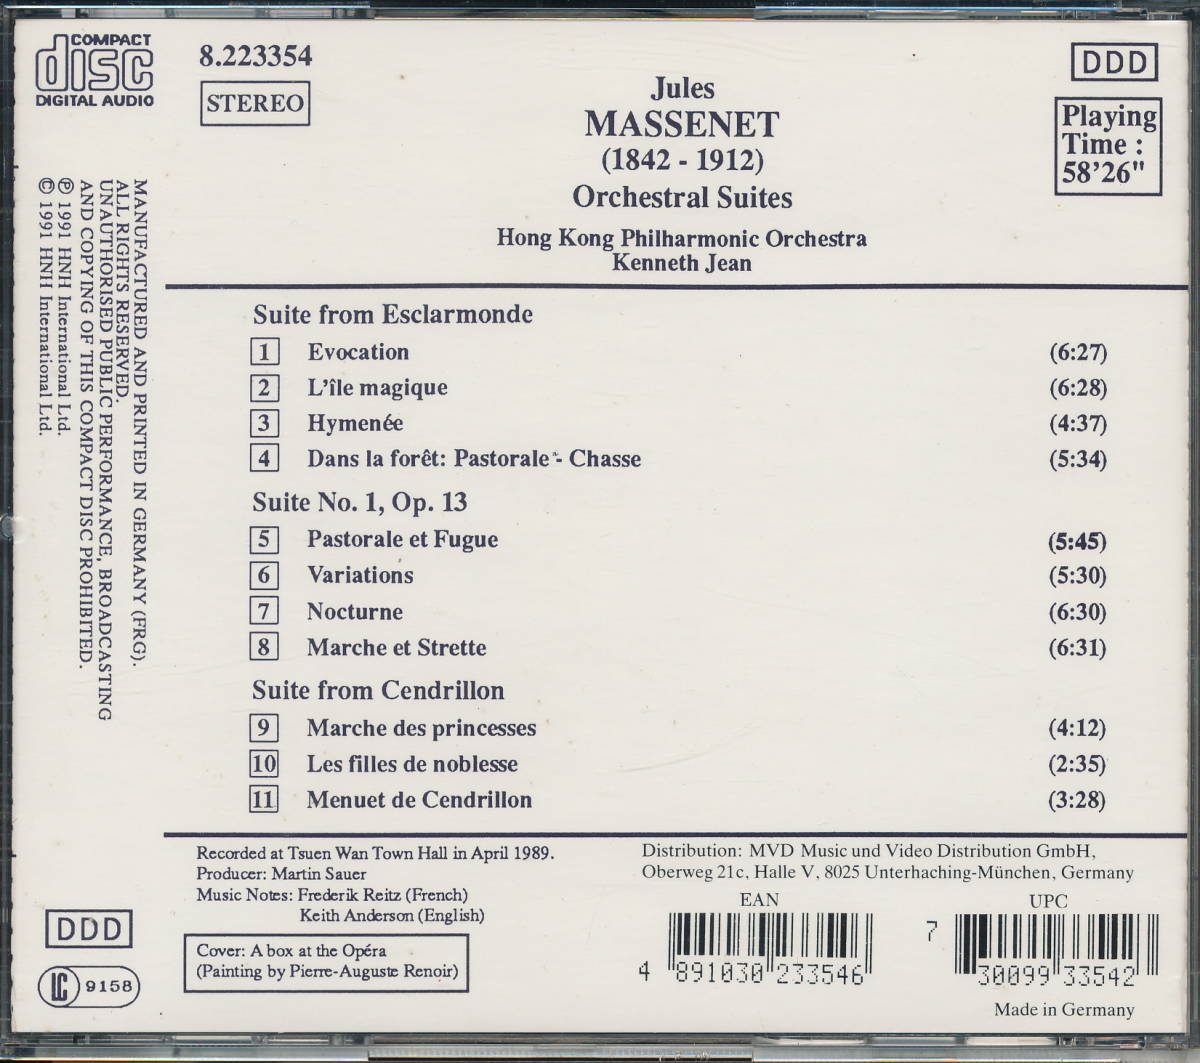 COMPACT
disc
DIGITAL AUDIO
8.223354
STEREO
DDD
Playing
Time :
58'26"
Jules
MASSENET
(1842 - 1912)
Orchestral Suites
Hong Kong Philharmonic Orchestra
Kenneth Jean
MANUFACTURED AND PRINTED IN GERMANY (FRG).
ALL RIGHTS RESERVED.
UNAUTHORISED PUBLIC PERFORMANCE, BROADCASTING
AND COPYING OF THIS COMPACT DISC PROHIBITED.
℗ 1991 HNH International Ltd.
© 1991 HNH International Ltd.
Suite from Esclarmonde
1 Evocation (6:27)
2 L'île magique (6:28)
3 Hymenée (4:37)
4 Dans la forêt: Pastorale - Chasse (5:34)
Suite No. 1, Op. 13
5 Pastorale et Fugue (5:45)
6 Variations (5:30)
7 Nocturne (6:30)
8 Marche et Strette (6:31)
Suite from Cendrillon
9 Marche des princesses (4:12)
10 Les filles de noblesse (2:35)
11 Menuet de Cendrillon (3:28)
Recorded at Tsuen Wan Town Hall in April 1989.
Producer: Martin Sauer
Music Notes: Frederik Reitz (French)
Keith Anderson (English)
Cover: A box at the Opéra
(Painting by Pierre-Auguste Renoir)
DDD
LC 9158
Distribution: MVD Music und Video Distribution GmbH,
Oberweg 21c, Halle V, 8025 Unterhaching-München, Germany
EAN
4 891030 233546
UPC
7 30099 33542
Made in Germany